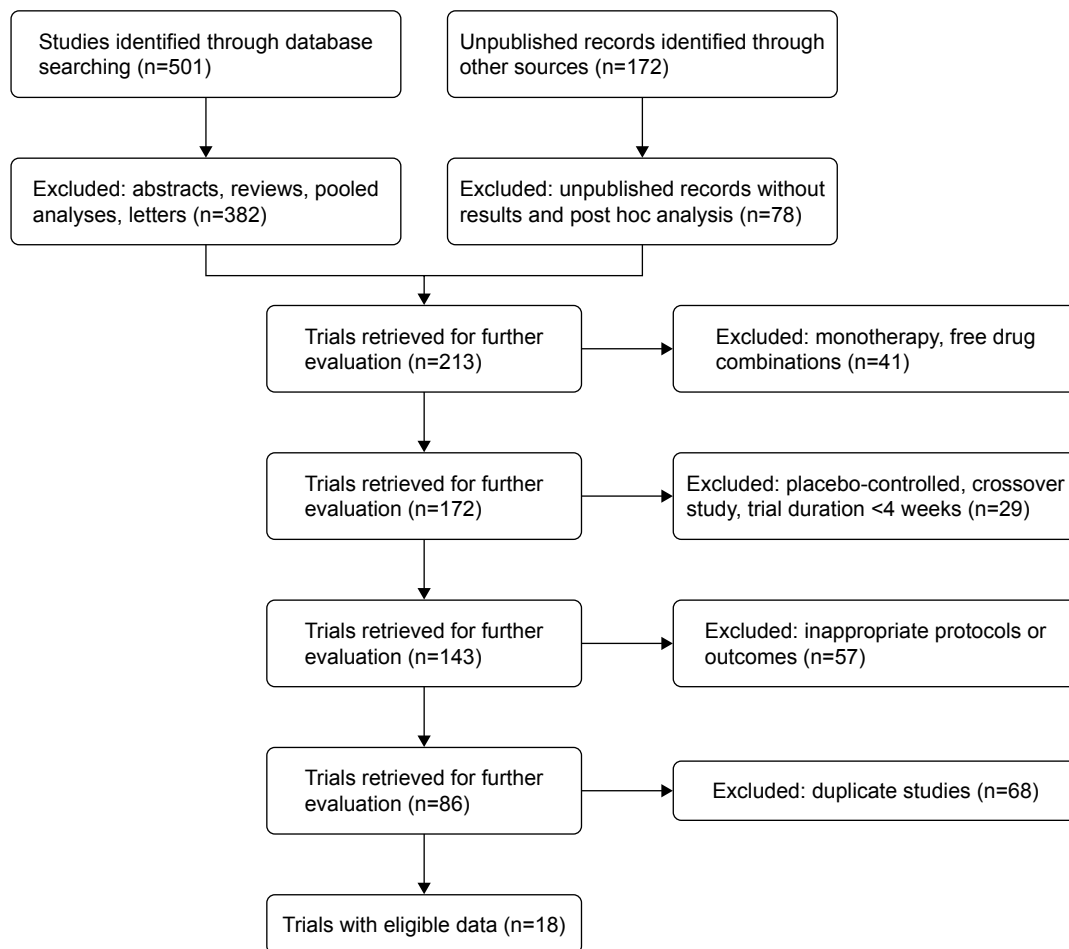 Studies identified through database
searching (n=501)
Unpublished records identified through
other sources (n=172)
Excluded: abstracts, reviews, pooled
analyses, letters (n=382)
Excluded: unpublished records without
results and post hoc analysis (n=78)
Trials retrieved for further
evaluation (n=213)
Excluded: monotherapy, free drug
combinations (n=41)
Trials retrieved for further
evaluation (n=172)
Excluded: placebo-controlled, crossover
study, trial duration <4 weeks (n=29)
Trials retrieved for further
evaluation (n=143)
Excluded: inappropriate protocols or
outcomes (n=57)
Trials retrieved for further
evaluation (n=86)
Excluded: duplicate studies (n=68)
Trials with eligible data (n=18)